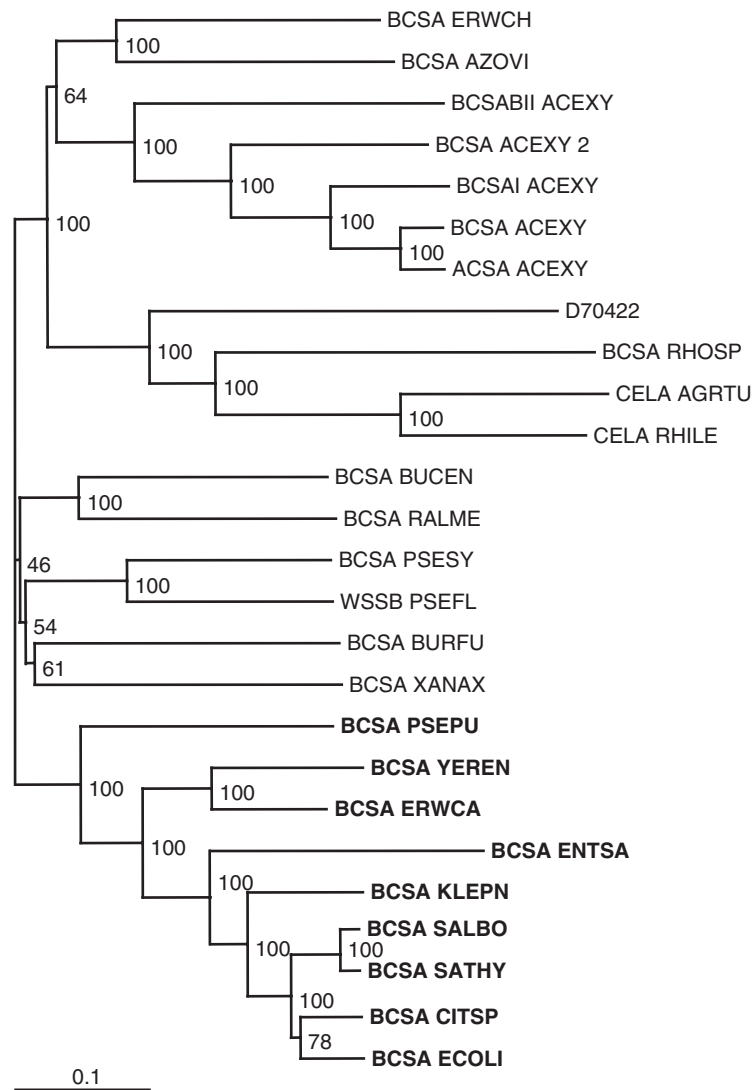 BCSA ERWCH
100
BCSA AZOVI
64
BCSABII ACEXY
100
BCSA ACEXY 2
100
BCSAI ACEXY
100
100
BCSA ACEXY
100
ACSA ACEXY
D70422
100
BCSA RHOSP
100
CELA AGRTU
100
CELA RHILE
BCSA BUCEN
100
BCSA RALME
46
BCSA PSESY
100
WSSB PSEFL
54
BCSA BURFU
61
BCSA XANAX
BCSA PSEPU
100
BCSA YEREN
100
BCSA ERWCA
100
BCSA ENTSA
100
BCSA KLEPN
100
BCSA SALBO
100
BCSA SATHY
100
BCSA CITSP
78
BCSA ECOLI
0.1